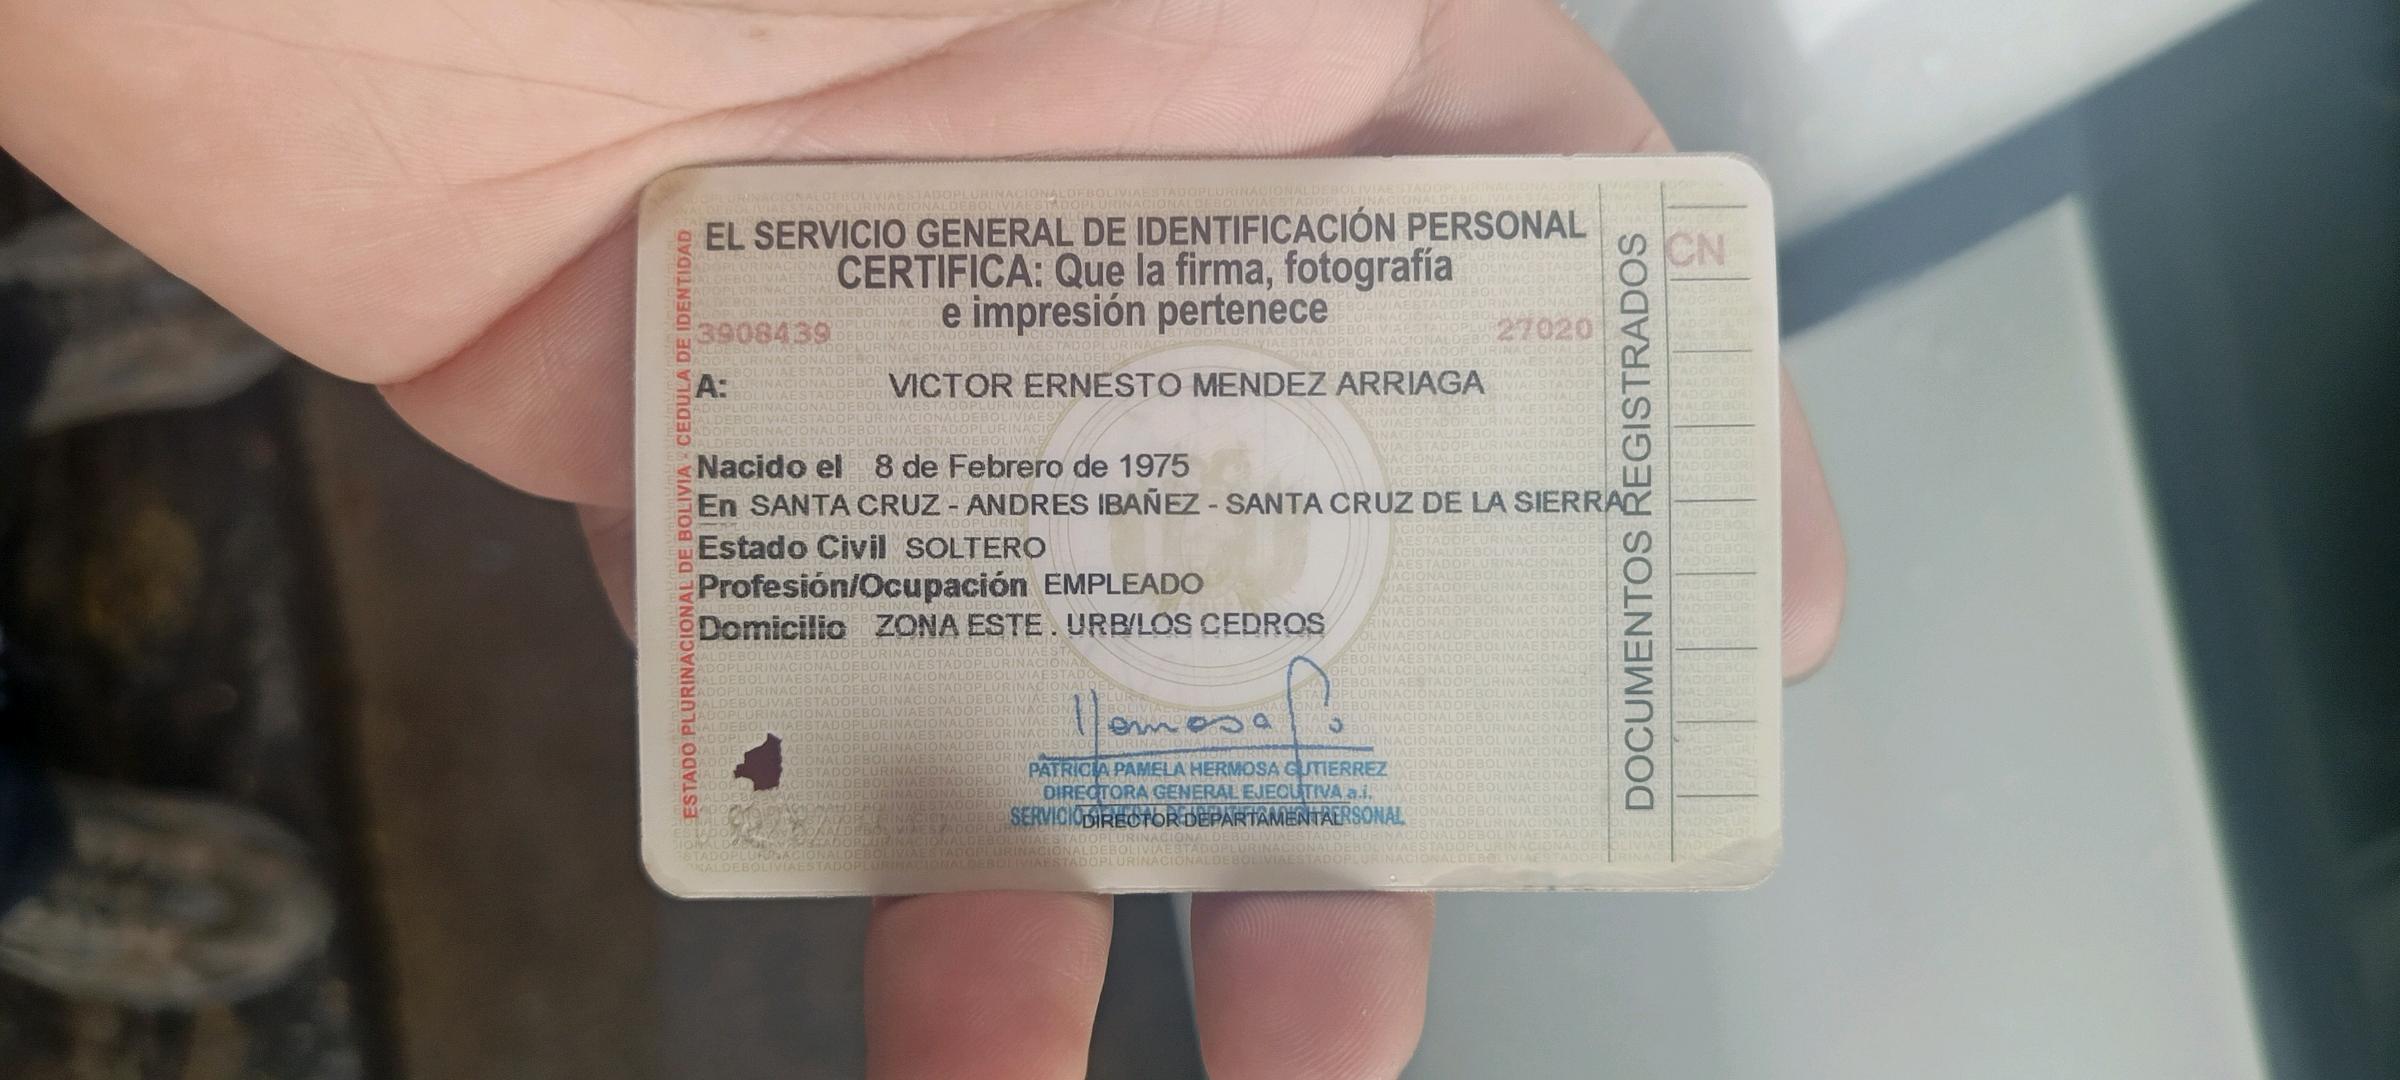 EL SERVICIO GENERAL DE IDENTIFICACIÓN PERSONAL
CERTIFICA: Que la firma, fotografía
e impresión pertenece
3908439
27020
A: VICTOR ERNESTO MENDEZ ARRIAGA
Nacido el 8 de Febrero de 1975
En SANTA CRUZ - ANDRES IBAÑEZ - SANTA CRUZ DE LA SIERRA
Estado Civil SOLTERO
Profesión/Ocupación EMPLEADO
Domicilio ZONA ESTE . URB/LOS CEDROS
PATRICIA PAMELA HERMOSA GUTIERREZ
DIRECTORA GENERAL EJECUTIVA a.i.
SERVICIO GENERAL DE IDENTIFICACIÓN PERSONAL
DIRECTOR DEPARTAMENTAL
ESTADO PLURINACIONAL DE BOLIVIA - CEDULA DE IDENTIDAD
DOCUMENTOS REGISTRADOS
CN